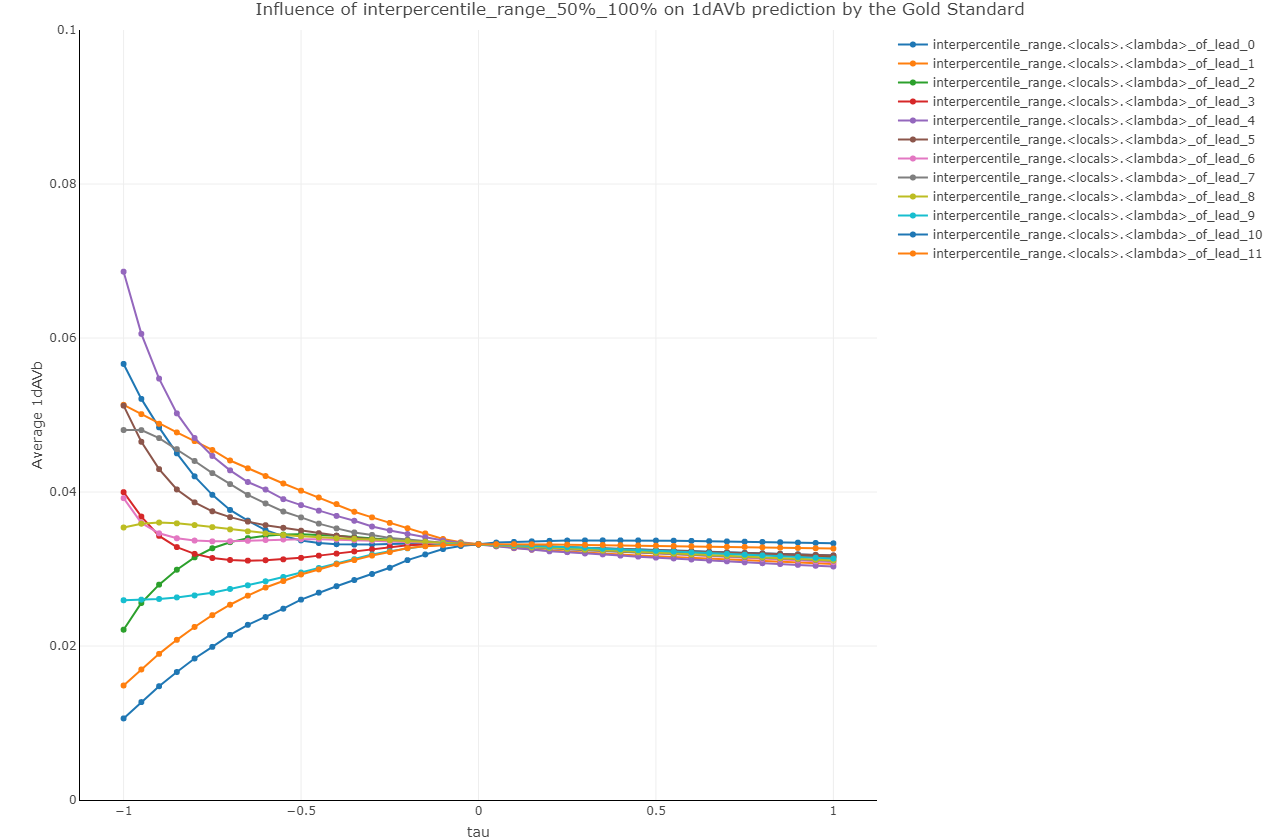 Influence of interpercentile_range_50%_100% on 1dAVb prediction by the Gold Standard
interpercentile_range.<locals>.<lambda>_of_lead_0
interpercentile_range.<locals>.<lambda>_of_lead_1
interpercentile_range.<locals>.<lambda>_of_lead_2
interpercentile_range.<locals>.<lambda>_of_lead_3
interpercentile_range.<locals>.<lambda>_of_lead_4
interpercentile_range.<locals>.<lambda>_of_lead_5
interpercentile_range.<locals>.<lambda>_of_lead_6
interpercentile_range.<locals>.<lambda>_of_lead_7
interpercentile_range.<locals>.<lambda>_of_lead_8
interpercentile_range.<locals>.<lambda>_of_lead_9
interpercentile_range.<locals>.<lambda>_of_lead_10
interpercentile_range.<locals>.<lambda>_of_lead_11
0.1
0.08
0.06
0.04
0.02
0
Average 1dAVb
−1
−0.5
0
0.5
1
tau